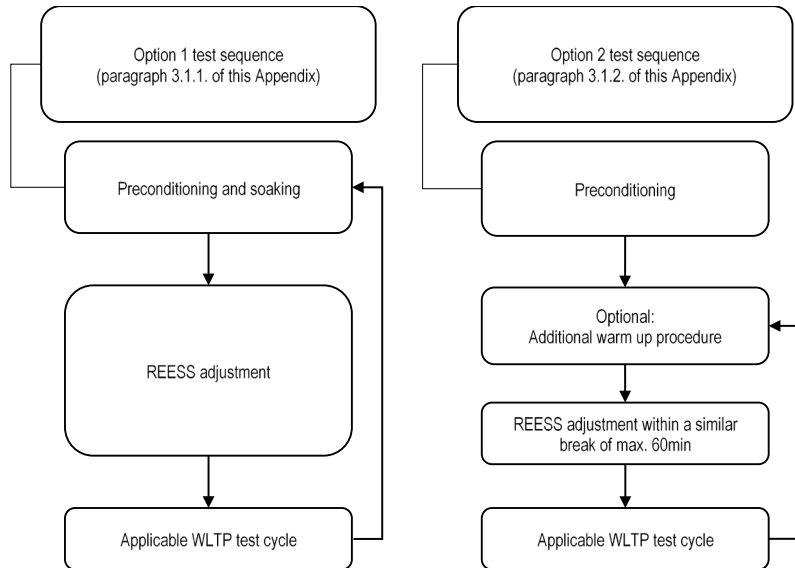 Option 1 test sequence
(paragraph 3.1.1. of this Appendix)
Preconditioning and soaking
REESS adjustment
Applicable WLTP test cycle
Option 2 test sequence
(paragraph 3.1.2. of this Appendix)
Preconditioning
Optional:
Additional warm up procedure
REESS adjustment within a similar
break of max. 60min
Applicable WLTP test cycle